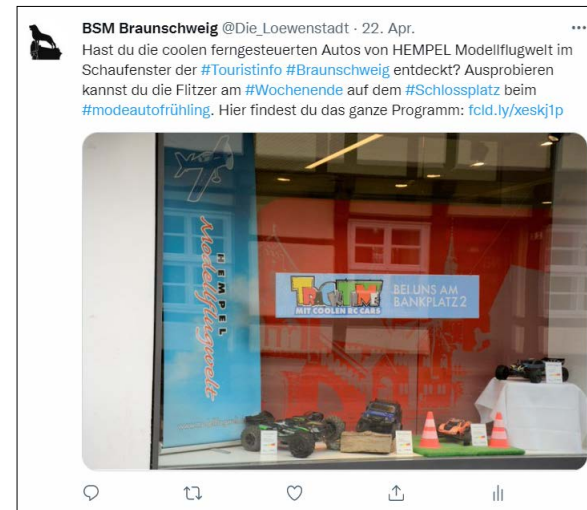 BSM Braunschweig @Die_Loewenstadt · 22. Apr.
Hast du die coolen ferngesteuerten Autos von HEMPEL Modellflugwelt im
Schaufenster der #Touristinfo #Braunschweig entdeckt? Ausprobieren
kannst du die Flitzer am #Wochenende auf dem #Schlossplatz beim
#modeautofrühling. Hier findest du das ganze Programm: fcld.ly/xeskj1p
HEMPEL
Modellflugwelt
MIT COOLEN RC CARS
BEI UNS AM
BANKPLATZ 2